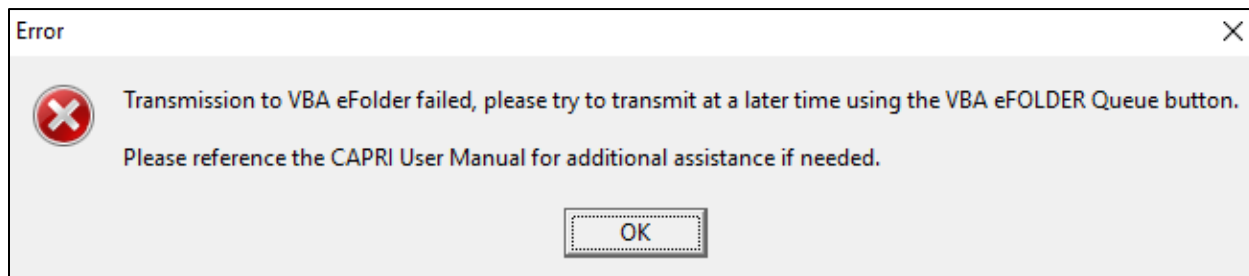 Error
Transmission to VBA eFolder failed, please try to transmit at a later time using the VBA eFOLDER Queue button.
Please reference the CAPRI User Manual for additional assistance if needed.
OK